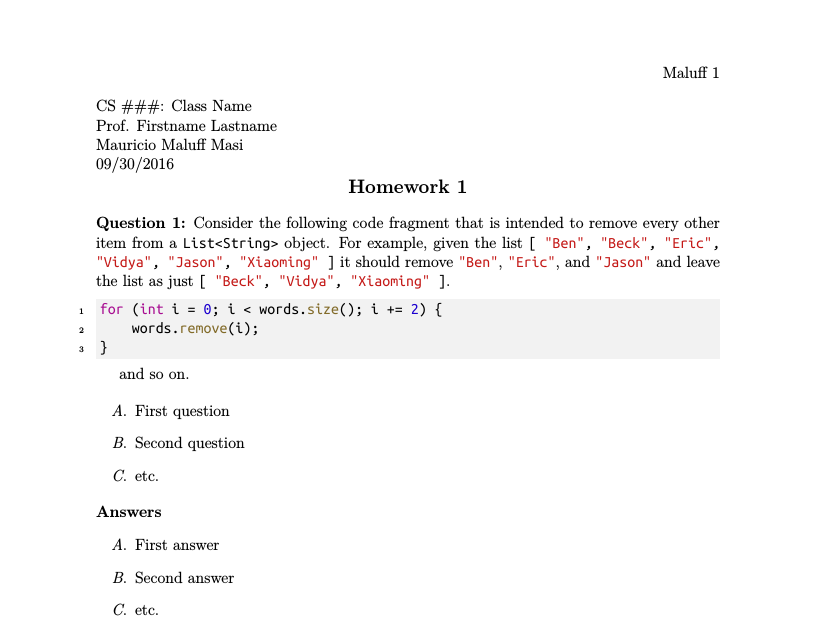 Maluff 1
CS ###: Class Name
Prof. Firstname Lastname
Mauricio Maluff Masi
09/30/2016
Homework 1
Question 1: Consider the following code fragment that is intended to remove every other
item from a List<String> object. For example, given the list [ "Ben", "Beck", "Eric",
"Vidya", "Jason", "Xiaoming" ] it should remove "Ben", "Eric", and "Jason" and leave
the list as just [ "Beck", "Vidya", "Xiaoming" ].
1 for (int i = 0; i < words.size(); i += 2) {
2     words.remove(i);
3 }
and so on.
A. First question
B. Second question
C. etc.
Answers
A. First answer
B. Second answer
C. etc.